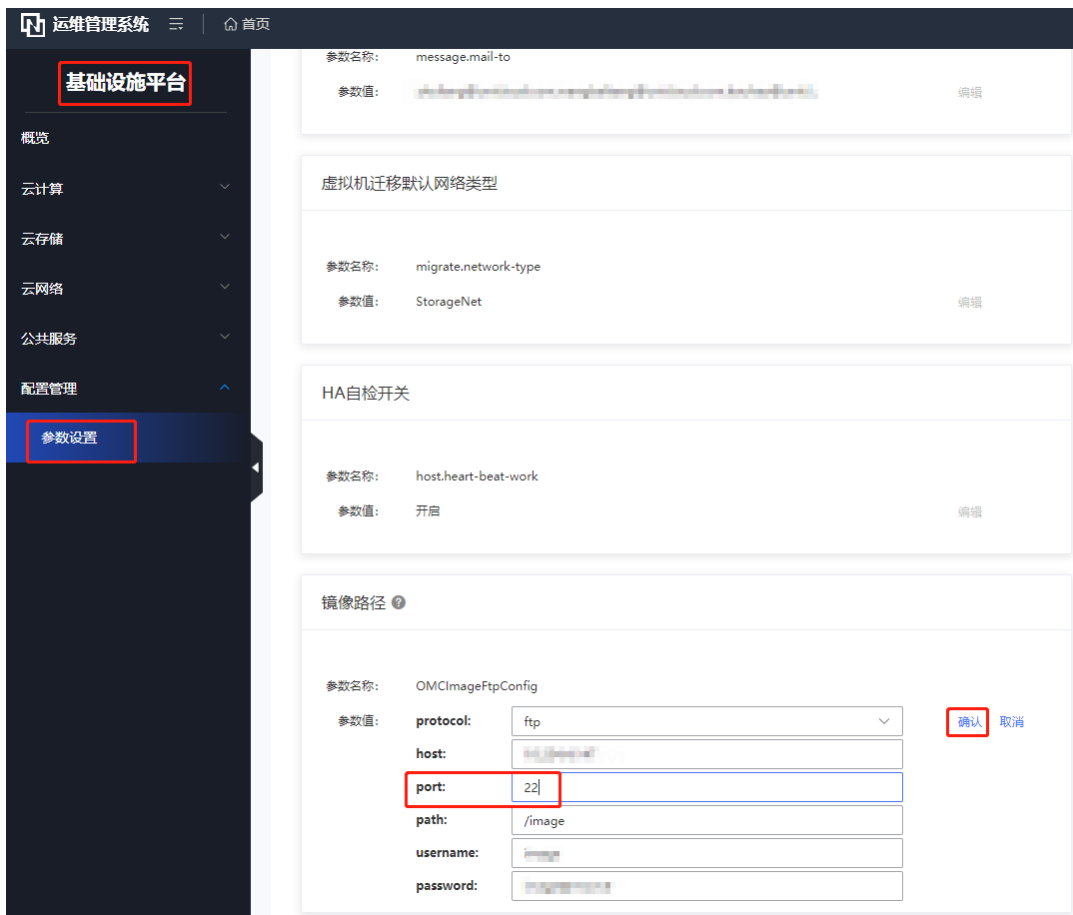 运维管理系统 首页
基础设施平台
概览
云计算
云存储
云网络
公共服务
配置管理
参数设置
参数名称: message.mail-to
参数值: 编辑
虚拟机迁移默认网络类型
参数名称: migrate.network-type
参数值: StorageNet 编辑
HA自检开关
参数名称: host.heart-beat-work
参数值: 开启 编辑
镜像路径
参数名称: OMCImageFtpConfig
参数值: protocol: ftp 确认 取消
host:
port: 22
path: /image
username:
password: